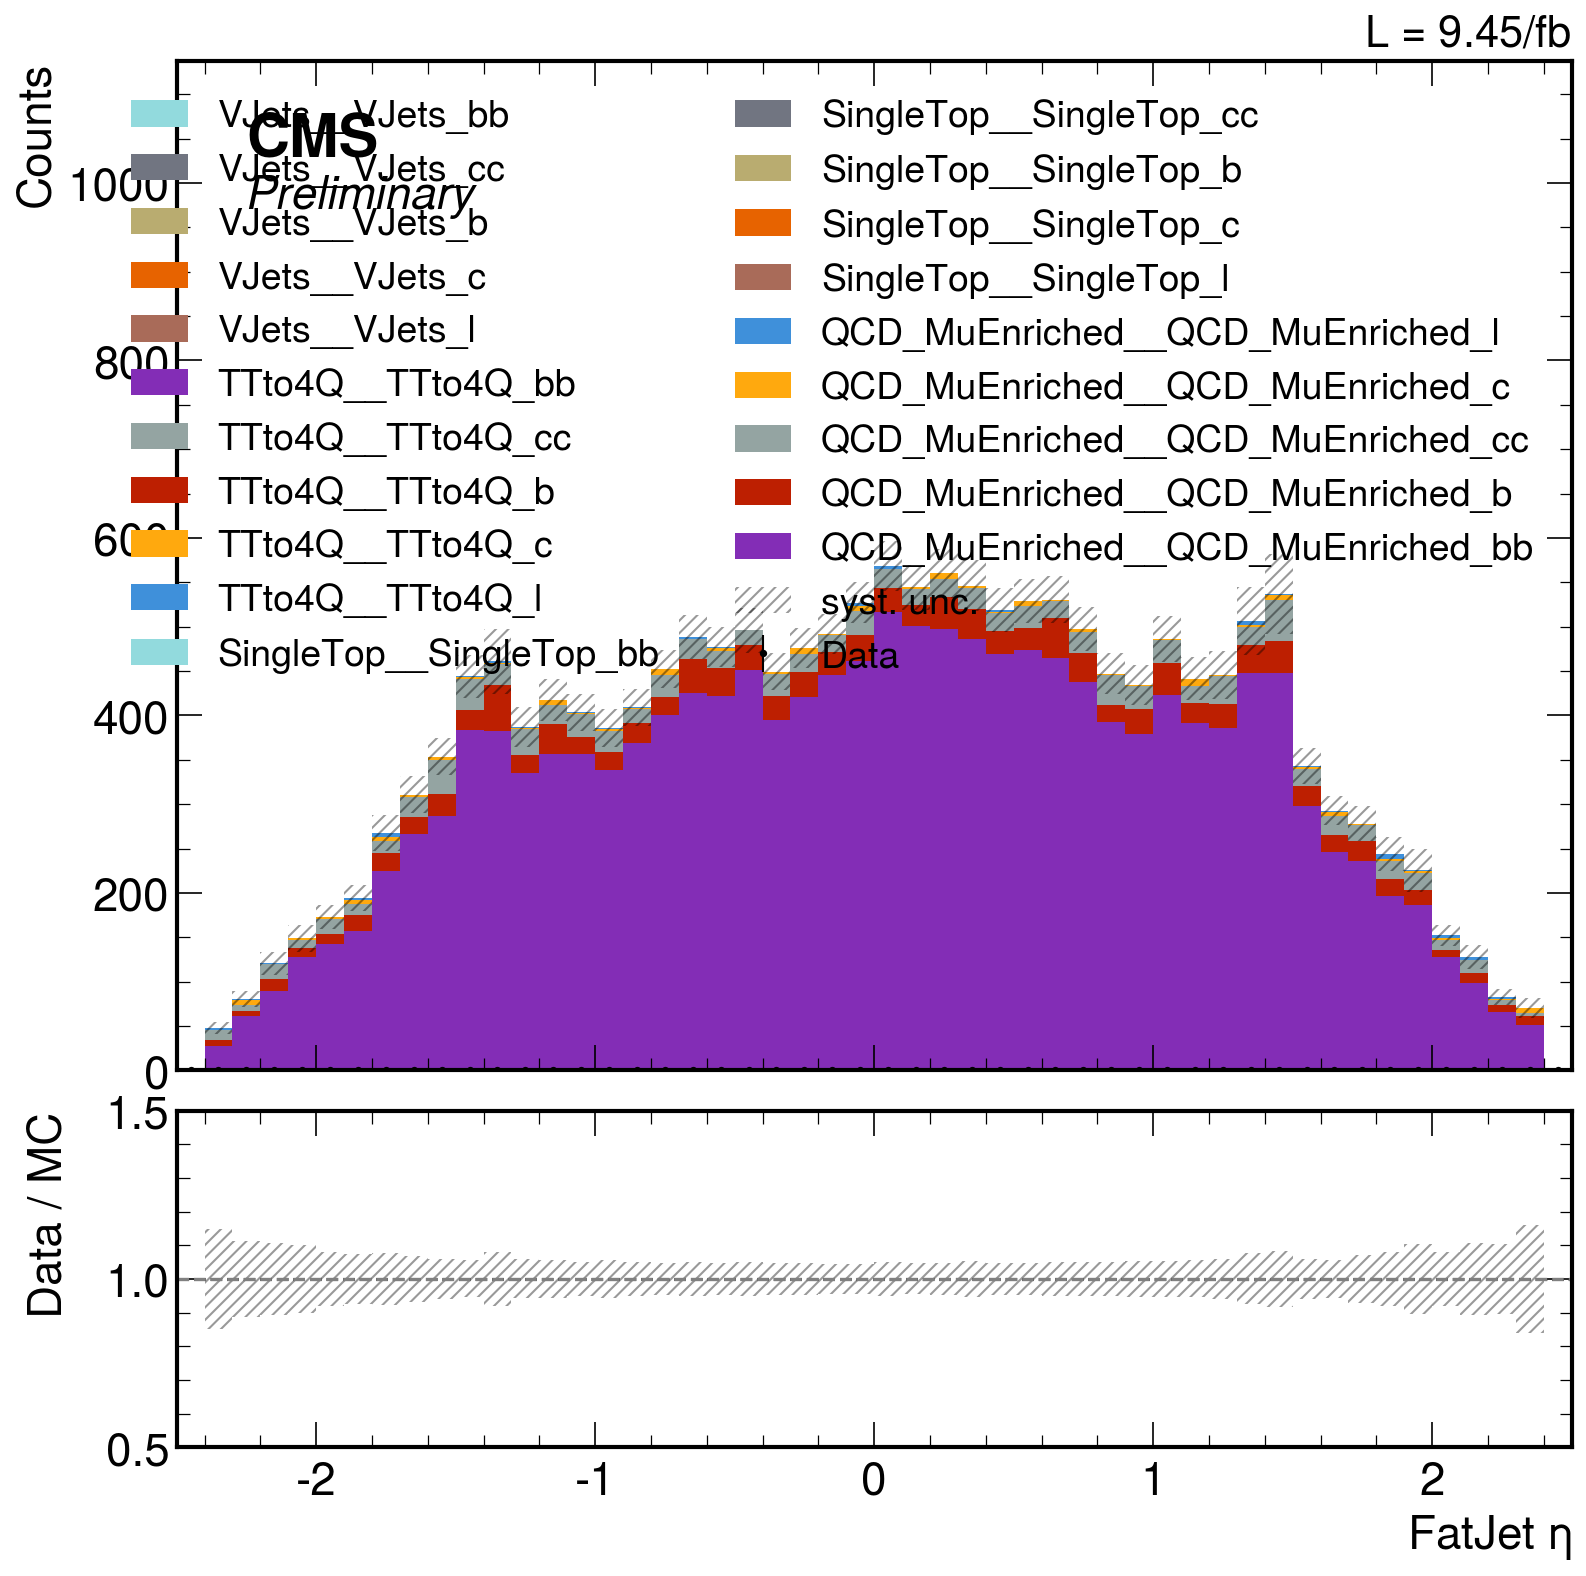 L = 9.45/fb
Counts
CMS
Preliminary
VJets__VJets_bb
VJets__VJets_cc
VJets__VJets_b
VJets__VJets_c
VJets__VJets_l
TTto4Q__TTto4Q_bb
TTto4Q__TTto4Q_cc
TTto4Q__TTto4Q_b
TTto4Q__TTto4Q_c
TTto4Q__TTto4Q_l
SingleTop__SingleTop_bb
SingleTop__SingleTop_cc
SingleTop__SingleTop_b
SingleTop__SingleTop_c
SingleTop__SingleTop_l
QCD_MuEnriched__QCD_MuEnriched_l
QCD_MuEnriched__QCD_MuEnriched_c
QCD_MuEnriched__QCD_MuEnriched_cc
QCD_MuEnriched__QCD_MuEnriched_b
QCD_MuEnriched__QCD_MuEnriched_bb
syst. unc.
Data
1000
800
600
400
200
0
Data / MC
1.5
1.0
0.5
-2 -1 0 1 2
FatJet η